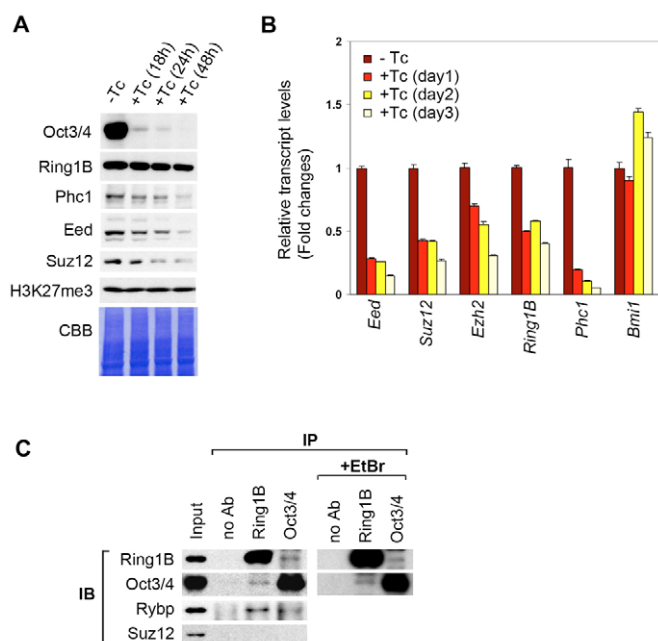 A
-Tc
+Tc (18h)
+Tc (24h)
+Tc (48h)
Oct3/4
Ring1B
Phc1
Eed
Suz12
H3K27me3
CBB
B
Relative transcript levels
(Fold changes)
2
1.5
1
0.5
0
- Tc
+Tc (day1)
+Tc (day2)
+Tc (day3)
Eed
Suz12
Ezh2
Ring1B
Phc1
Bmi1
C
IP
+EtBr
Input
no Ab
Ring1B
Oct3/4
no Ab
Ring1B
Oct3/4
IB
Ring1B
Oct3/4
Rybp
Suz12